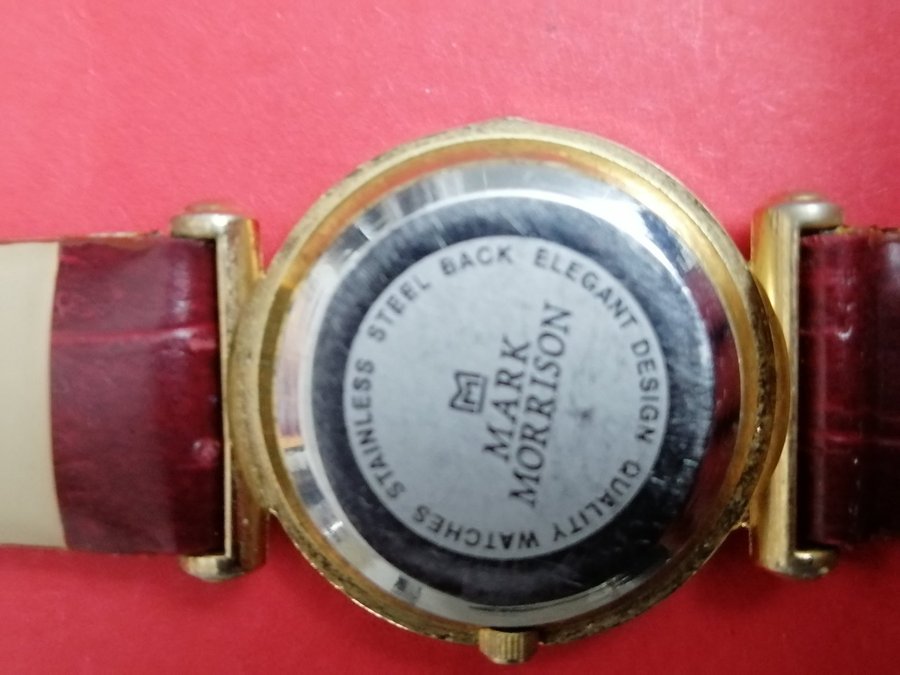 STAINLESS STEEL BACK ELEGANT DESIGN QUALITY WATCHES
M
MARK
MORRISON